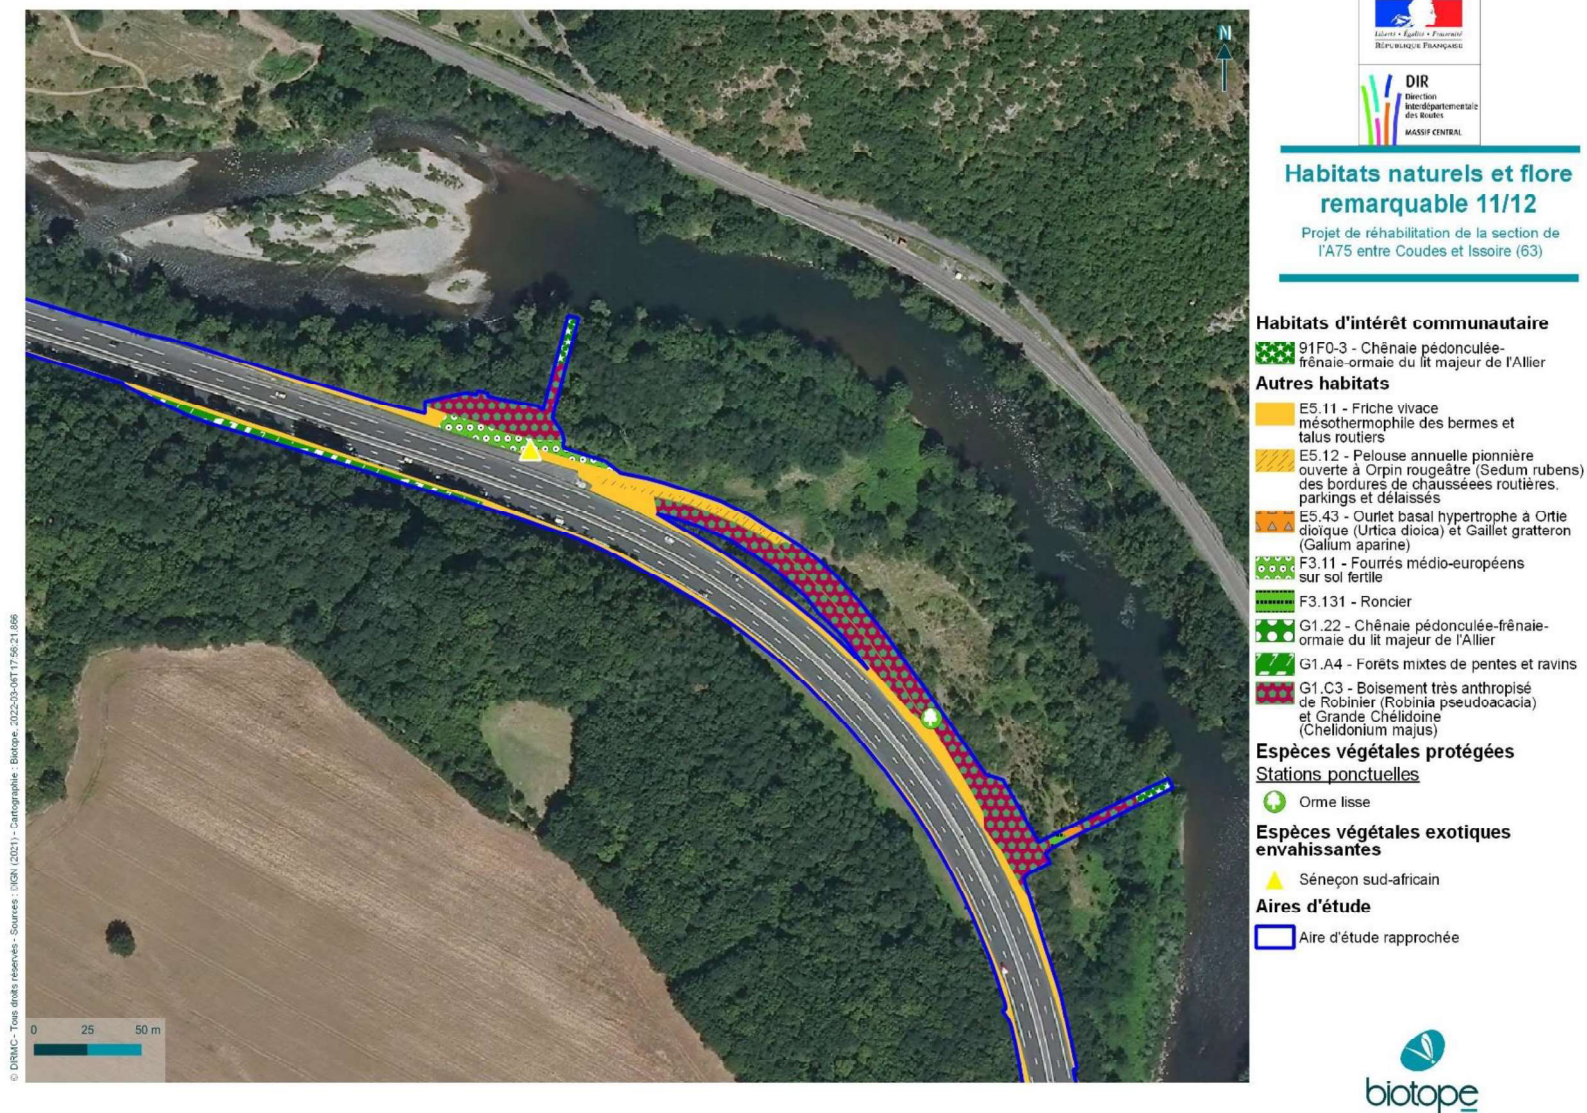 N
Liberté • Égalité • Fraternité
RÉPUBLIQUE FRANÇAISE
DIR
Direction
interdépartementale
des Routes
MASSIF CENTRAL
Habitats naturels et flore
remarquable 11/12
Projet de réhabilitation de la section de
l'A75 entre Coudes et Issoire (63)
Habitats d'intérêt communautaire
91F0-3 - Chênaie pédonculée-
frênaie-ormaie du lit majeur de l'Allier
Autres habitats
E5.11 - Friche vivace
mésothermophile des bermes et
talus routiers
E5.12 - Pelouse annuelle pionnière
ouverte à Orpin rougeâtre (Sedum rubens)
des bordures de chausséees routières,
parkings et délaissés
E5.43 - Ourlet basal hypertrophe à Ortie
dioïque (Urtica dioica) et Gaillet gratteron
(Galium aparine)
F3.11 - Fourrés médio-européens
sur sol fertile
F3.131 - Roncier
G1.22 - Chênaie pédonculée-frênaie-
ormaie du lit majeur de l'Allier
G1.A4 - Forêts mixtes de pentes et ravins
G1.C3 - Boisement très anthropisé
de Robinier (Robinia pseudoacacia)
et Grande Chélidoine
(Chelidonium majus)
Espèces végétales protégées
Stations ponctuelles
Orme lisse
Espèces végétales exotiques
envahissantes
Séneçon sud-africain
Aires d'étude
Aire d'étude rapprochée
biotope
0 25 50 m
© DIRMC - Tous droits réservés - Sources : ©IGN (2021) - Cartographie : Biotope, 2022-03-06T17:56:21.866